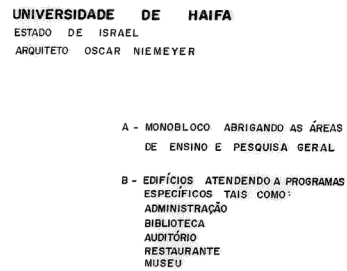 UNIVERSIDADE DE HAIFA
ESTADO DE ISRAEL
ARQUITETO OSCAR NIEMEYER
A - MONOBLOCO ABRIGANDO AS ÁREAS
DE ENSINO E PESQUISA GERAL
B - EDIFÍCIOS ATENDENDO A PROGRAMAS
ESPECÍFICOS TAIS COMO:
ADMINISTRAÇÃO
BIBLIOTECA
AUDITÓRIO
RESTAURANTE
MUSEU